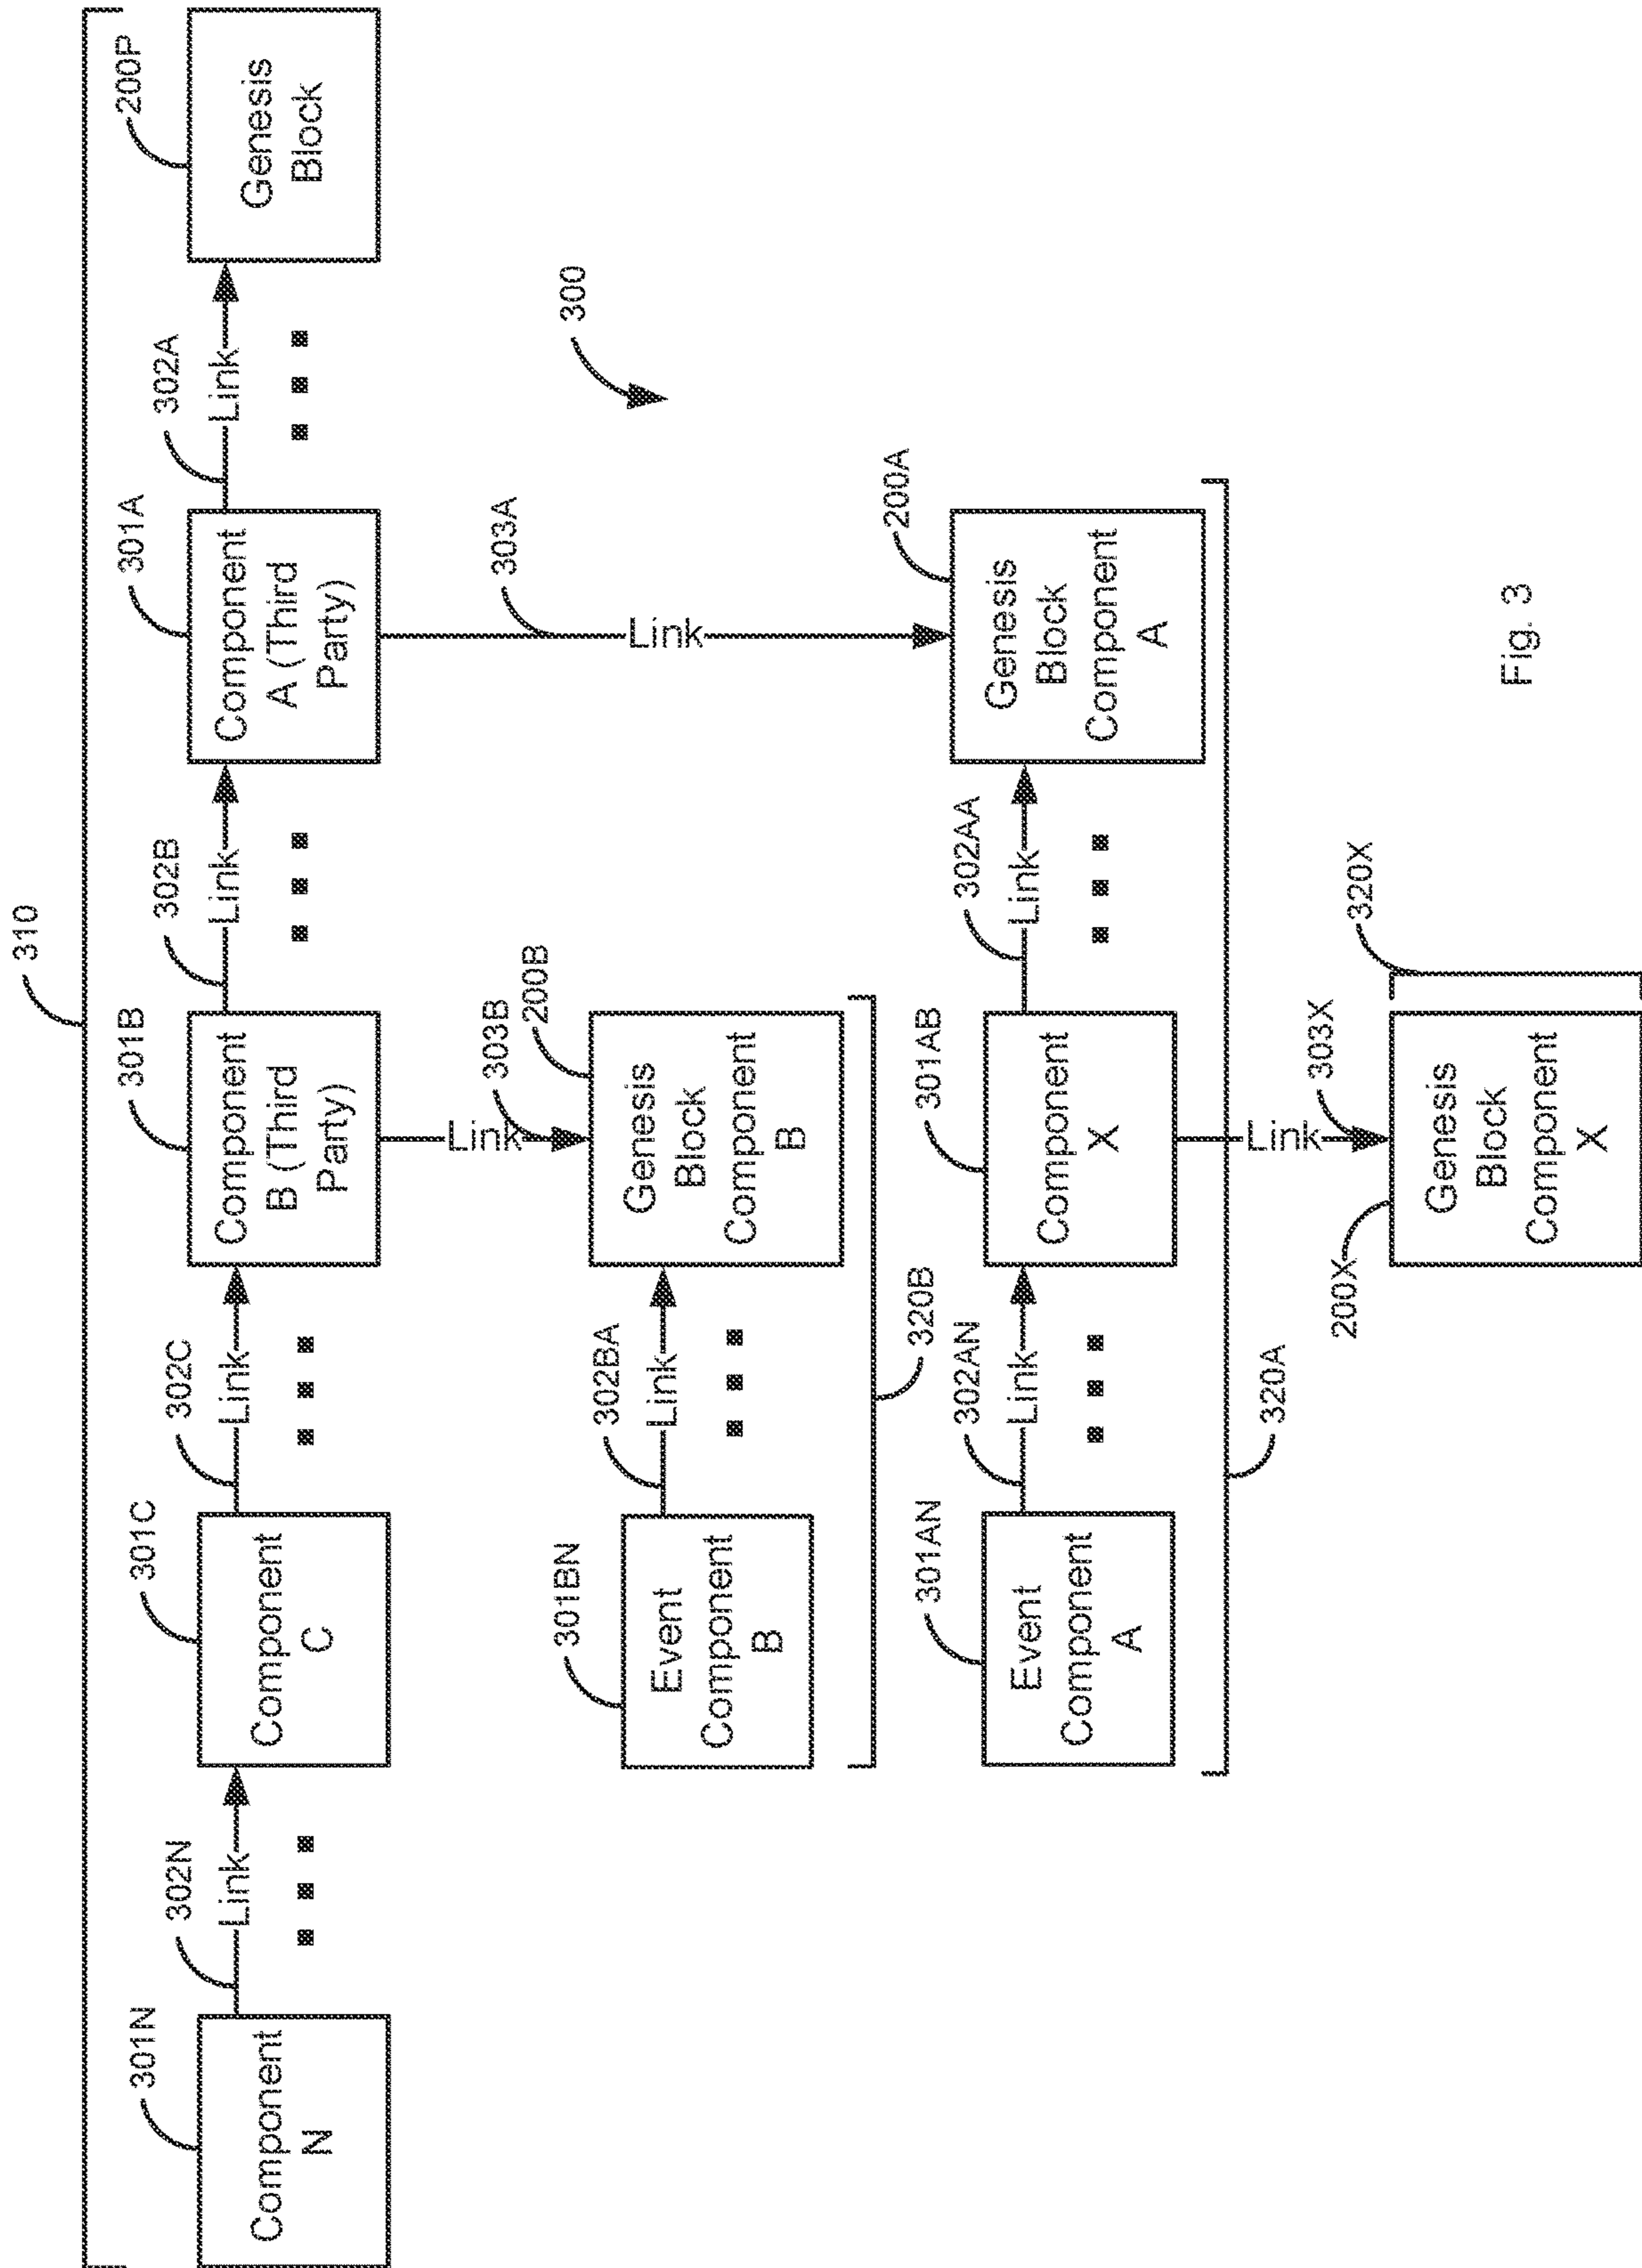 310
301N
302N
301C
302C
301B
302B
301A
302A
200P
Component
N
Link
Component
C
Link
Component
B (Third
Party)
Link
Component
A (Third
Party)
Link
Genesis
Block
Link
303B
200B
303A
Link
300
301BN
302BA
Event
Component
B
Link
Genesis
Block
Component
B
320B
301AN
302AN
301AB
302AA
200A
Event
Component
A
Link
Component
X
Link
Genesis
Block
Component
A
320A
Link
303X
320X
200X
Genesis
Block
Component
X
Fig. 3